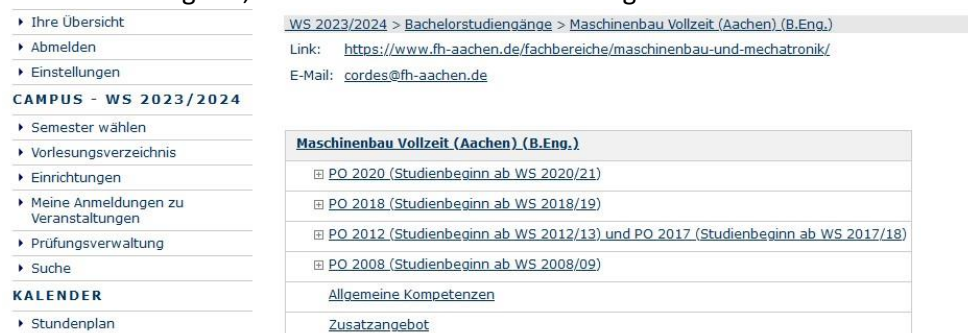 Ihre Übersicht
Abmelden
Einstellungen
CAMPUS - WS 2023/2024
Semester wählen
Vorlesungsverzeichnis
Einrichtungen
Meine Anmeldungen zu
Veranstaltungen
Prüfungsverwaltung
Suche
KALENDER
Stundenplan
WS 2023/2024 > Bachelorstudiengänge > Maschinenbau Vollzeit (Aachen) (B.Eng.)
Link: https://www.fh-aachen.de/fachbereiche/maschinenbau-und-mechatronik/
E-Mail: cordes@fh-aachen.de
Maschinenbau Vollzeit (Aachen) (B.Eng.)
PO 2020 (Studienbeginn ab WS 2020/21)
PO 2018 (Studienbeginn ab WS 2018/19)
PO 2012 (Studienbeginn ab WS 2012/13) und PO 2017 (Studienbeginn ab WS 2017/18)
PO 2008 (Studienbeginn ab WS 2008/09)
Allgemeine Kompetenzen
Zusatzangebot